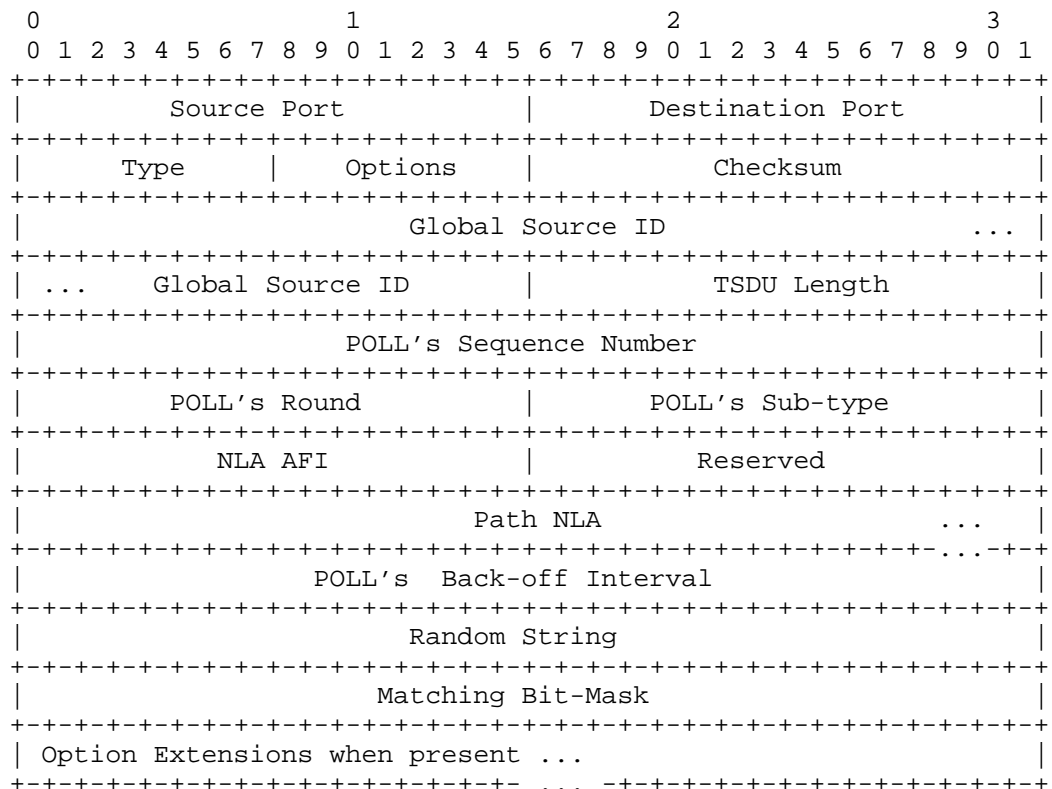 0                   1                   2                   3
 0 1 2 3 4 5 6 7 8 9 0 1 2 3 4 5 6 7 8 9 0 1 2 3 4 5 6 7 8 9 0 1
+-+-+-+-+-+-+-+-+-+-+-+-+-+-+-+-+-+-+-+-+-+-+-+-+-+-+-+-+-+-+-+-+
|         Source Port           |       Destination Port        |
+-+-+-+-+-+-+-+-+-+-+-+-+-+-+-+-+-+-+-+-+-+-+-+-+-+-+-+-+-+-+-+-+
|      Type     |    Options    |           Checksum            |
+-+-+-+-+-+-+-+-+-+-+-+-+-+-+-+-+-+-+-+-+-+-+-+-+-+-+-+-+-+-+-+-+
|                        Global Source ID                   ... |
+-+-+-+-+-+-+-+-+-+-+-+-+-+-+-+-+-+-+-+-+-+-+-+-+-+-+-+-+-+-+-+-+
| ...    Global Source ID       |           TSDU Length         |
+-+-+-+-+-+-+-+-+-+-+-+-+-+-+-+-+-+-+-+-+-+-+-+-+-+-+-+-+-+-+-+-+
|                    POLL's Sequence Number                     |
+-+-+-+-+-+-+-+-+-+-+-+-+-+-+-+-+-+-+-+-+-+-+-+-+-+-+-+-+-+-+-+-+
|         POLL's Round          |       POLL's Sub-type         |
+-+-+-+-+-+-+-+-+-+-+-+-+-+-+-+-+-+-+-+-+-+-+-+-+-+-+-+-+-+-+-+-+
|            NLA AFI            |          Reserved             |
+-+-+-+-+-+-+-+-+-+-+-+-+-+-+-+-+-+-+-+-+-+-+-+-+-+-+-+-+-+-+-+-+
|                            Path NLA                     ...   |
+-+-+-+-+-+-+-+-+-+-+-+-+-+-+-+-+-+-+-+-+-+-+-+-+-+-+-+-+-...-+-+
|                  POLL's  Back-off Interval                    |
+-+-+-+-+-+-+-+-+-+-+-+-+-+-+-+-+-+-+-+-+-+-+-+-+-+-+-+-+-+-+-+-+
|                        Random String                          |
+-+-+-+-+-+-+-+-+-+-+-+-+-+-+-+-+-+-+-+-+-+-+-+-+-+-+-+-+-+-+-+-+
|                      Matching Bit-Mask                        |
+-+-+-+-+-+-+-+-+-+-+-+-+-+-+-+-+-+-+-+-+-+-+-+-+-+-+-+-+-+-+-+-+
| Option Extensions when present ...                            |
+-+-+-+-+-+-+-+-+-+-+-+-+-+-+-+- ... -+-+-+-+-+-+-+-+-+-+-+-+-+-+